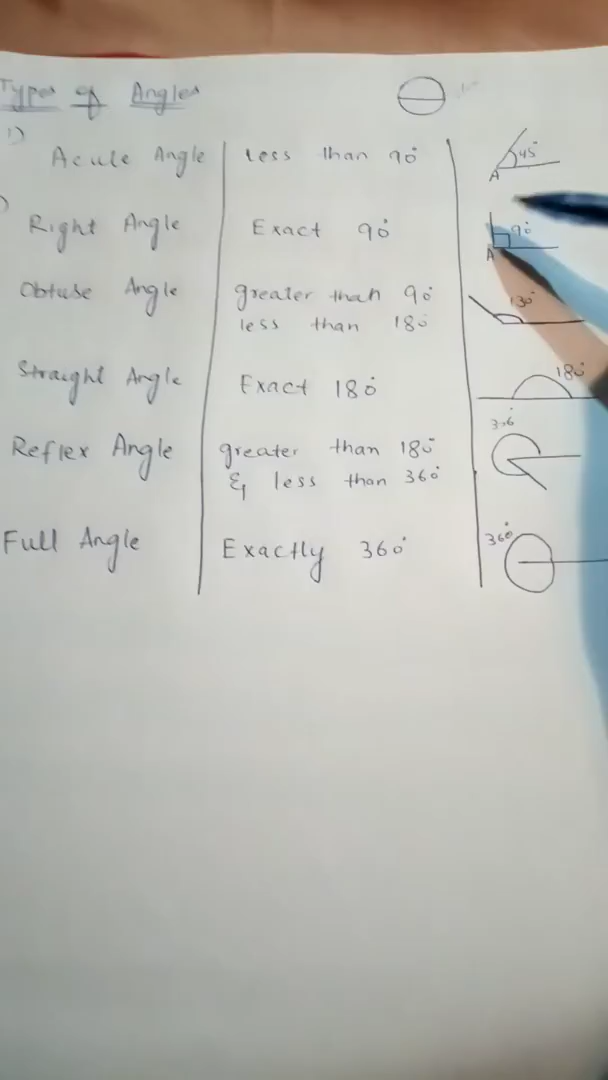 Types of Angles
1)
Acute Angle less than 90° 45°
A
Right Angle Exact 90° 90°
A
Obtuse Angle greater than 90° 130°
less than 180°
Straight Angle Exact 180° 180°
Reflex Angle greater than 180°
& less than 360°
Full Angle Exactly 360° 360°